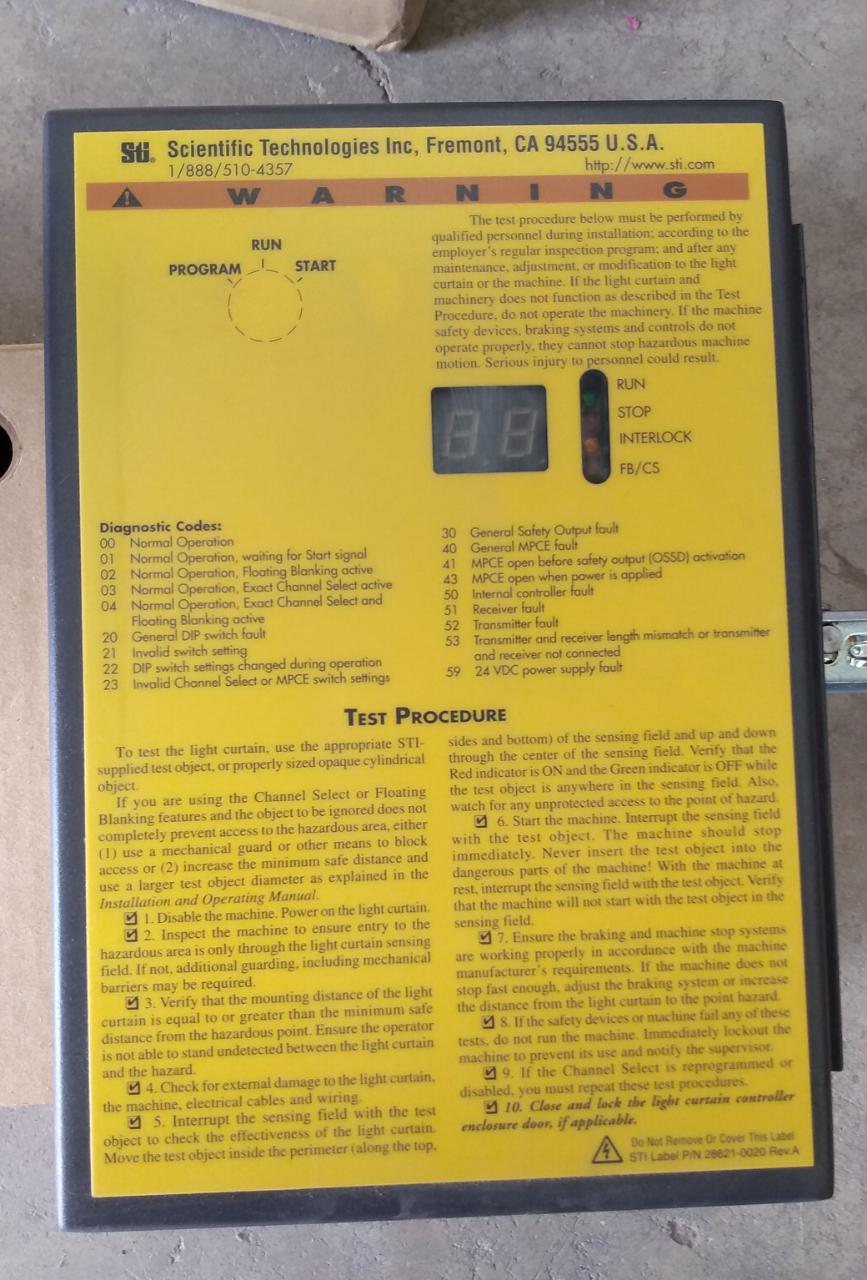 Sti® Scientific Technologies Inc, Fremont, CA 94555 U.S.A.
1/888/510-4357 http://www.sti.com
WARNING
RUN
PROGRAM START
The test procedure below must be performed by
qualified personnel during installation; according to the
employer's regular inspection program; and after any
maintenance, adjustment, or modification to the light
curtain or the machine. If the light curtain and
machinery does not function as described in the Test
Procedure, do not operate the machinery. If the machine
safety devices, braking systems and controls do not
operate properly, they cannot stop hazardous machine
motion. Serious injury to personnel could result.
88
RUN
STOP
INTERLOCK
FB/CS
Diagnostic Codes:
00 Normal Operation
01 Normal Operation, waiting for Start signal
02 Normal Operation, Floating Blanking active
03 Normal Operation, Exact Channel Select active
04 Normal Operation, Exact Channel Select and
Floating Blanking active
20 General DIP switch fault
21 Invalid switch setting
22 DIP switch settings changed during operation
23 Invalid Channel Select or MPCE switch settings
30 General Safety Output fault
40 General MPCE fault
41 MPCE open before safety output (OSSD) activation
43 MPCE open when power is applied
50 Internal controller fault
51 Receiver fault
52 Transmitter fault
53 Transmitter and receiver length mismatch or transmitter
and receiver not connected
59 24 VDC power supply fault
TEST PROCEDURE
To test the light curtain, use the appropriate STI-
supplied test object, or properly sized opaque cylindrical
object.
If you are using the Channel Select or Floating
Blanking features and the object to be ignored does not
completely prevent access to the hazardous area, either
(1) use a mechanical guard or other means to block
access or (2) increase the minimum safe distance and
use a larger test object diameter as explained in the
Installation and Operating Manual.
☑ 1. Disable the machine. Power on the light curtain.
☑ 2. Inspect the machine to ensure entry to the
hazardous area is only through the light curtain sensing
field. If not, additional guarding, including mechanical
barriers may be required.
☑ 3. Verify that the mounting distance of the light
curtain is equal to or greater than the minimum safe
distance from the hazardous point. Ensure the operator
is not able to stand undetected between the light curtain
and the hazard.
☑ 4. Check for external damage to the light curtain,
the machine, electrical cables and wiring.
☑ 5. Interrupt the sensing field with the test
object to check the effectiveness of the light curtain.
Move the test object inside the perimeter (along the top,
sides and bottom) of the sensing field and up and down
through the center of the sensing field. Verify that the
Red indicator is ON and the Green indicator is OFF while
the test object is anywhere in the sensing field. Also,
watch for any unprotected access to the point of hazard.
☑ 6. Start the machine. Interrupt the sensing field
with the test object. The machine should stop
immediately. Never insert the test object into the
dangerous parts of the machine! With the machine at
rest, interrupt the sensing field with the test object. Verify
that the machine will not start with the test object in the
sensing field.
☑ 7. Ensure the braking and machine stop systems
are working properly in accordance with the machine
manufacturer's requirements. If the machine does not
stop fast enough, adjust the braking system or increase
the distance from the light curtain to the point hazard.
☑ 8. If the safety devices or machine fail any of these
tests, do not run the machine. Immediately lockout the
machine to prevent its use and notify the supervisor.
☑ 9. If the Channel Select is reprogrammed or
disabled, you must repeat these test procedures.
☑ 10. Close and lock the light curtain controller
enclosure door, if applicable.
Do Not Remove Or Cover This Label
STI Label P/N 28621-0020 Rev.A